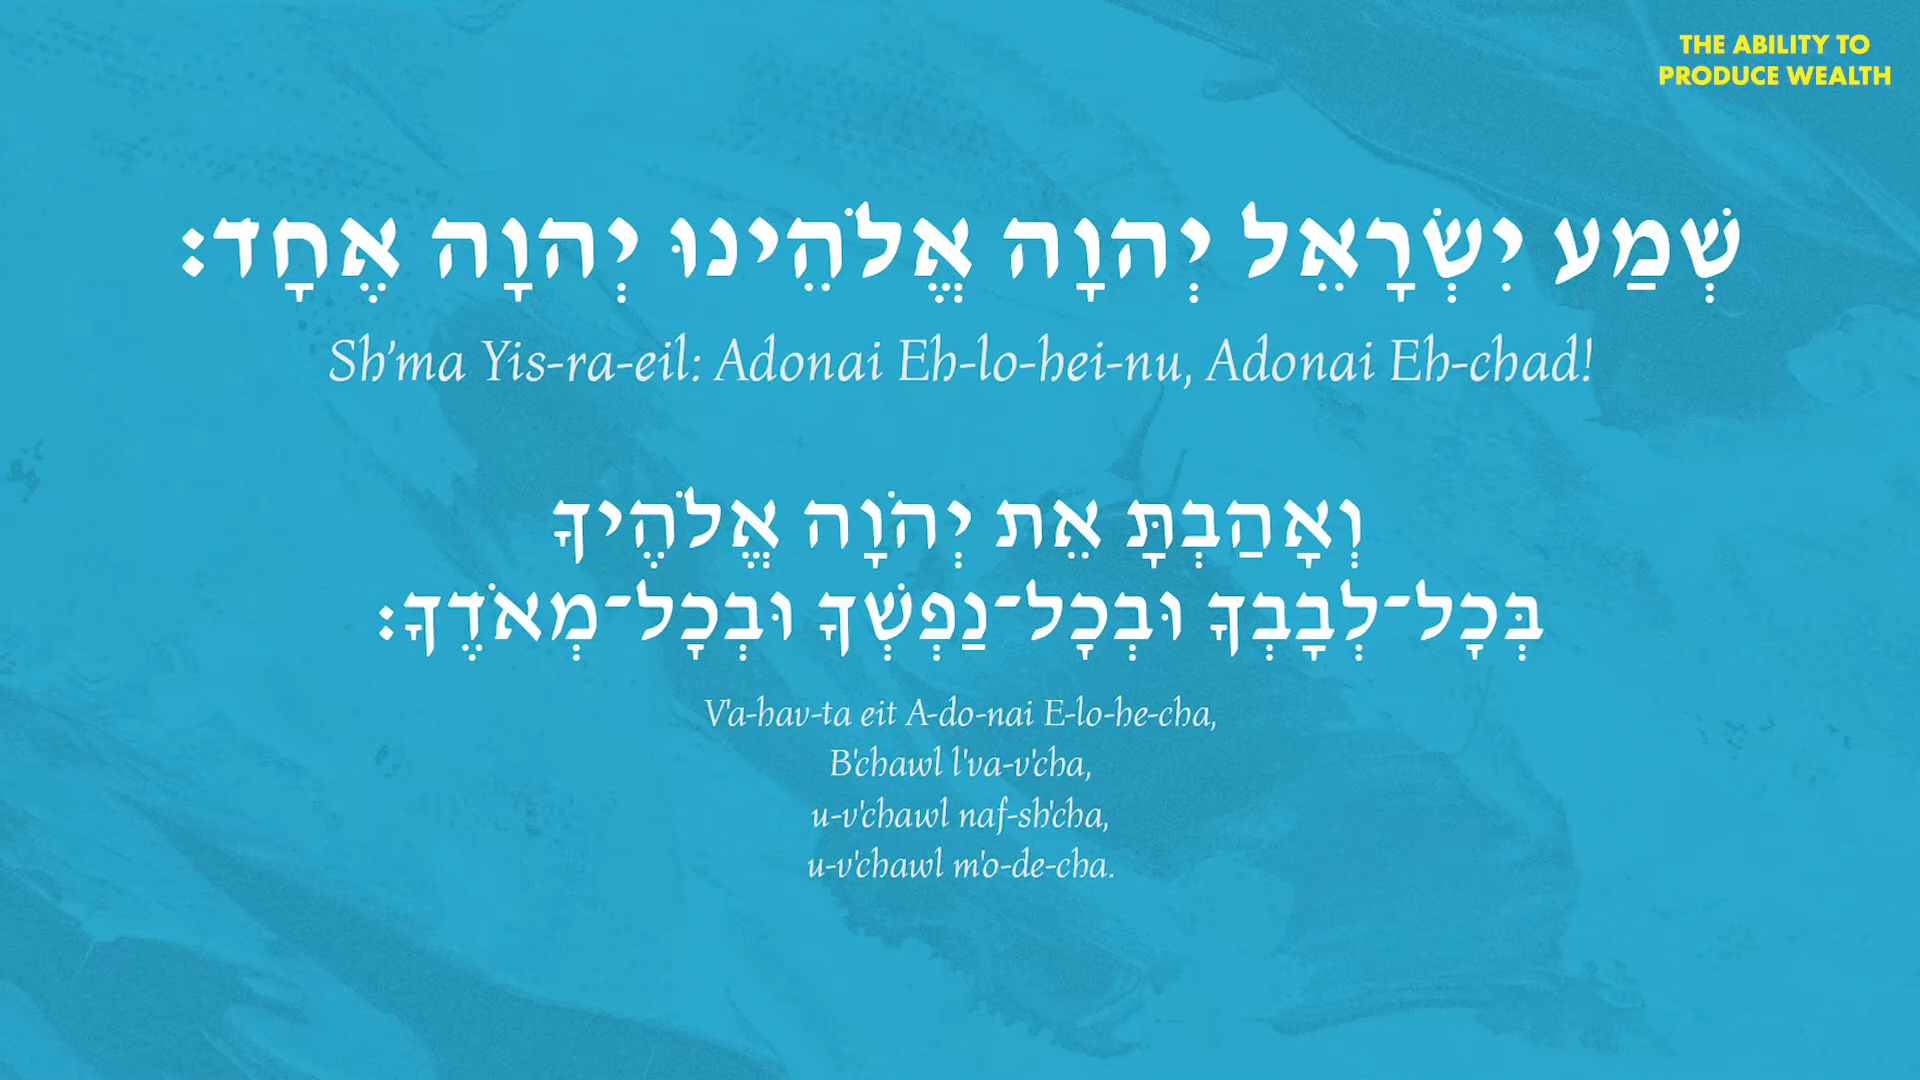 THE ABILITY TO
PRODUCE WEALTH
שְׁמַע יִשְׂרָאֵל יְהוָה אֱלֹהֵינוּ יְהוָה אֶחָד׃
Sh'ma Yis-ra-eil: Adonai Eh-lo-hei-nu, Adonai Eh-chad!
וְאָהַבְתָּ אֵת יְהֹוָה אֱלֹהֶיךָ
בְּכָל־לְבָבְךָ וּבְכָל־נַפְשְׁךָ וּבְכָל־מְאֹדֶךָ׃
V'a-hav-ta eit A-do-nai E-lo-he-cha,
B'chawl l'va-v'cha,
u-v'chawl naf-sh'cha,
u-v'chawl m'o-de-cha.